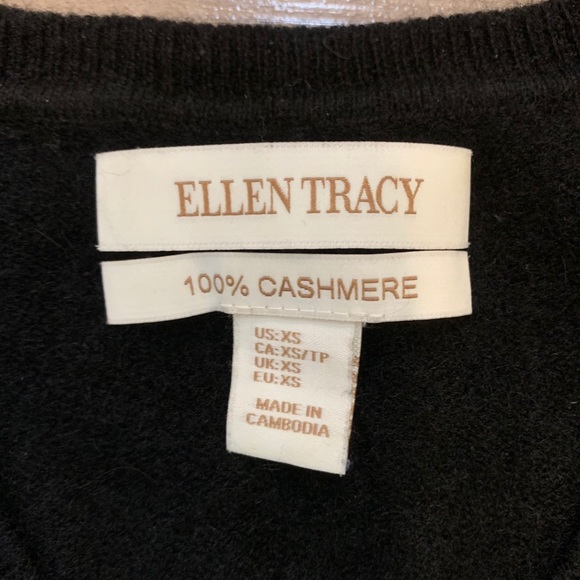 ELLEN TRACY
100% CASHMERE
US:XS
CA:XS/TP
UK:XS
EU:XS
MADE IN
CAMBODIA